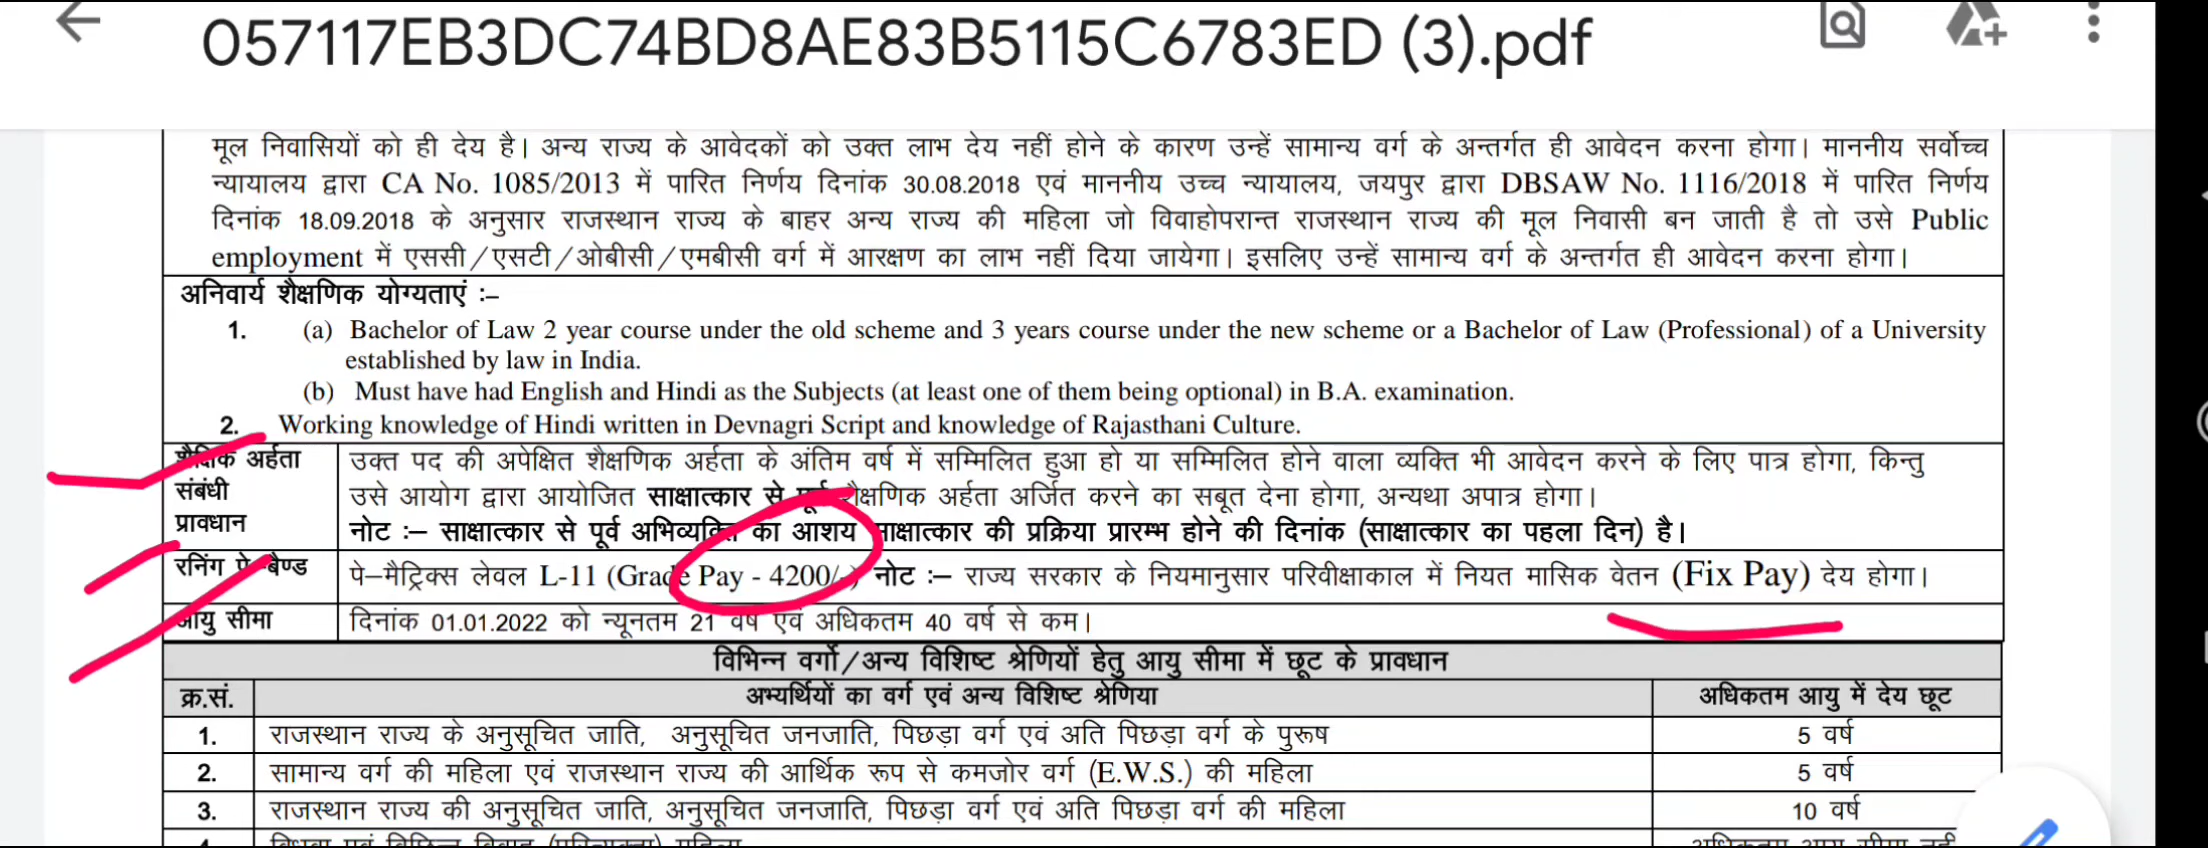 057117EB3DC74BD8AE83B5115C6783ED (3).pdf
मूल निवासियों को ही देय है। अन्य राज्य के आवेदकों को उक्त लाभ देय नहीं होने के कारण उन्हें सामान्य वर्ग के अन्तर्गत ही आवेदन करना होगा। माननीय सर्वोच्च
न्यायालय द्वारा CA No. 1085/2013 में पारित निर्णय दिनांक 30.08.2018 एवं माननीय उच्च न्यायालय, जयपुर द्वारा DBSAW No. 1116/2018 में पारित निर्णय
दिनांक 18.09.2018 के अनुसार राजस्थान राज्य के बाहर अन्य राज्य की महिला जो विवाहोपरान्त राजस्थान राज्य की मूल निवासी बन जाती है तो उसे Public
employment में एससी/एसटी/ओबीसी/एमबीसी वर्ग में आरक्षण का लाभ नहीं दिया जायेगा। इसलिए उन्हें सामान्य वर्ग के अन्तर्गत ही आवेदन करना होगा।
अनिवार्य शैक्षणिक योग्यताएं :–
1. (a) Bachelor of Law 2 year course under the old scheme and 3 years course under the new scheme or a Bachelor of Law (Professional) of a University
established by law in India.
(b) Must have had English and Hindi as the Subjects (at least one of them being optional) in B.A. examination.
2. Working knowledge of Hindi written in Devnagri Script and knowledge of Rajasthani Culture.
शैक्षिक अर्हता
संबंधी
प्रावधान
उक्त पद की अपेक्षित शैक्षणिक अर्हता के अंतिम वर्ष में सम्मिलित हुआ हो या सम्मिलित होने वाला व्यक्ति भी आवेदन करने के लिए पात्र होगा, किन्तु
उसे आयोग द्वारा आयोजित साक्षात्कार से पूर्व शैक्षणिक अर्हता अर्जित करने का सबूत देना होगा, अन्यथा अपात्र होगा।
नोट :– साक्षात्कार से पूर्व अभिव्यक्ति का आशय साक्षात्कार की प्रक्रिया प्रारम्भ होने की दिनांक (साक्षात्कार का पहला दिन) है।
रनिंग पे–बैण्ड
पे–मैट्रिक्स लेवल L-11 (Grade Pay - 4200/-) नोट :– राज्य सरकार के नियमानुसार परिवीक्षाकाल में नियत मासिक वेतन (Fix Pay) देय होगा।
आयु सीमा
दिनांक 01.01.2022 को न्यूनतम 21 वर्ष एवं अधिकतम 40 वर्ष से कम।
विभिन्न वर्गो/अन्य विशिष्ट श्रेणियों हेतु आयु सीमा में छूट के प्रावधान
क्र.सं. अभ्यर्थियों का वर्ग एवं अन्य विशिष्ट श्रेणिया अधिकतम आयु में देय छूट
1. राजस्थान राज्य के अनुसूचित जाति, अनुसूचित जनजाति, पिछड़ा वर्ग एवं अति पिछड़ा वर्ग के पुरूष 5 वर्ष
2. सामान्य वर्ग की महिला एवं राजस्थान राज्य की आर्थिक रूप से कमजोर वर्ग (E.W.S.) की महिला 5 वर्ष
3. राजस्थान राज्य की अनुसूचित जाति, अनुसूचित जनजाति, पिछड़ा वर्ग एवं अति पिछड़ा वर्ग की महिला 10 वर्ष